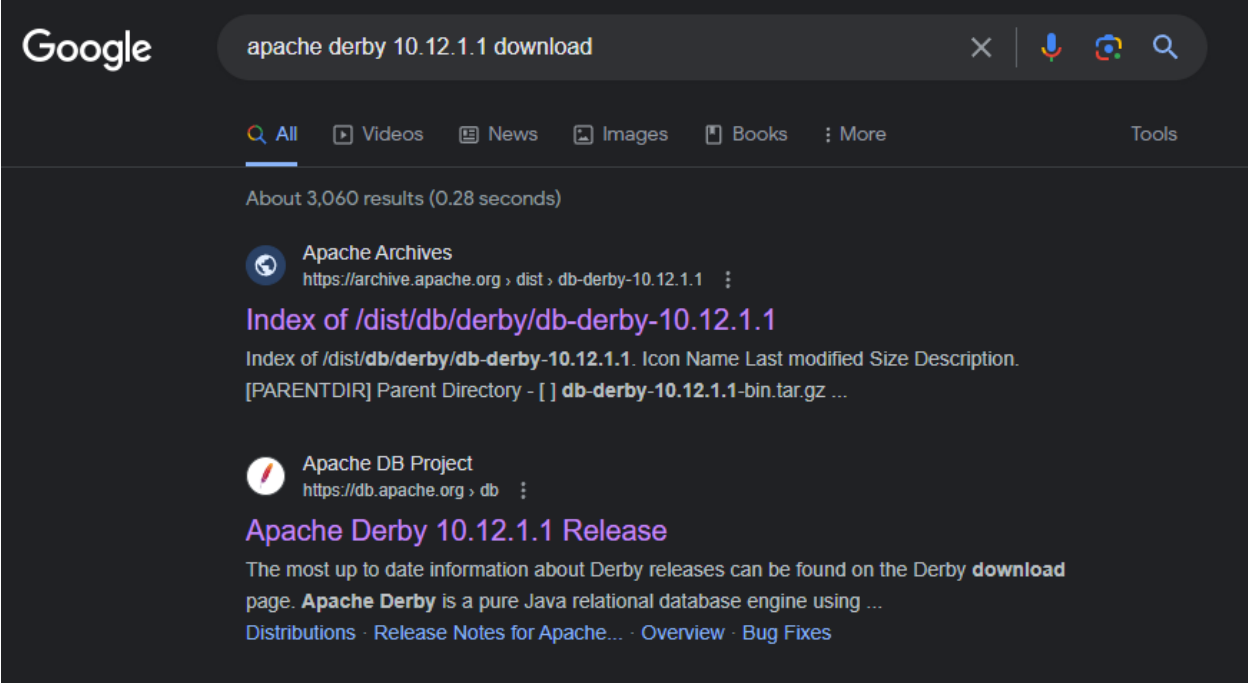 Google
apache derby 10.12.1.1 download
All Videos News Images Books More Tools
About 3,060 results (0.28 seconds)
Apache Archives
https://archive.apache.org › dist › db-derby-10.12.1.1
Index of /dist/db/derby/db-derby-10.12.1.1
Index of /dist/db/derby/db-derby-10.12.1.1. Icon Name Last modified Size Description.
[PARENTDIR] Parent Directory - [ ] db-derby-10.12.1.1-bin.tar.gz ...
Apache DB Project
https://db.apache.org › db
Apache Derby 10.12.1.1 Release
The most up to date information about Derby releases can be found on the Derby download
page. Apache Derby is a pure Java relational database engine using ...
Distributions · Release Notes for Apache... · Overview · Bug Fixes